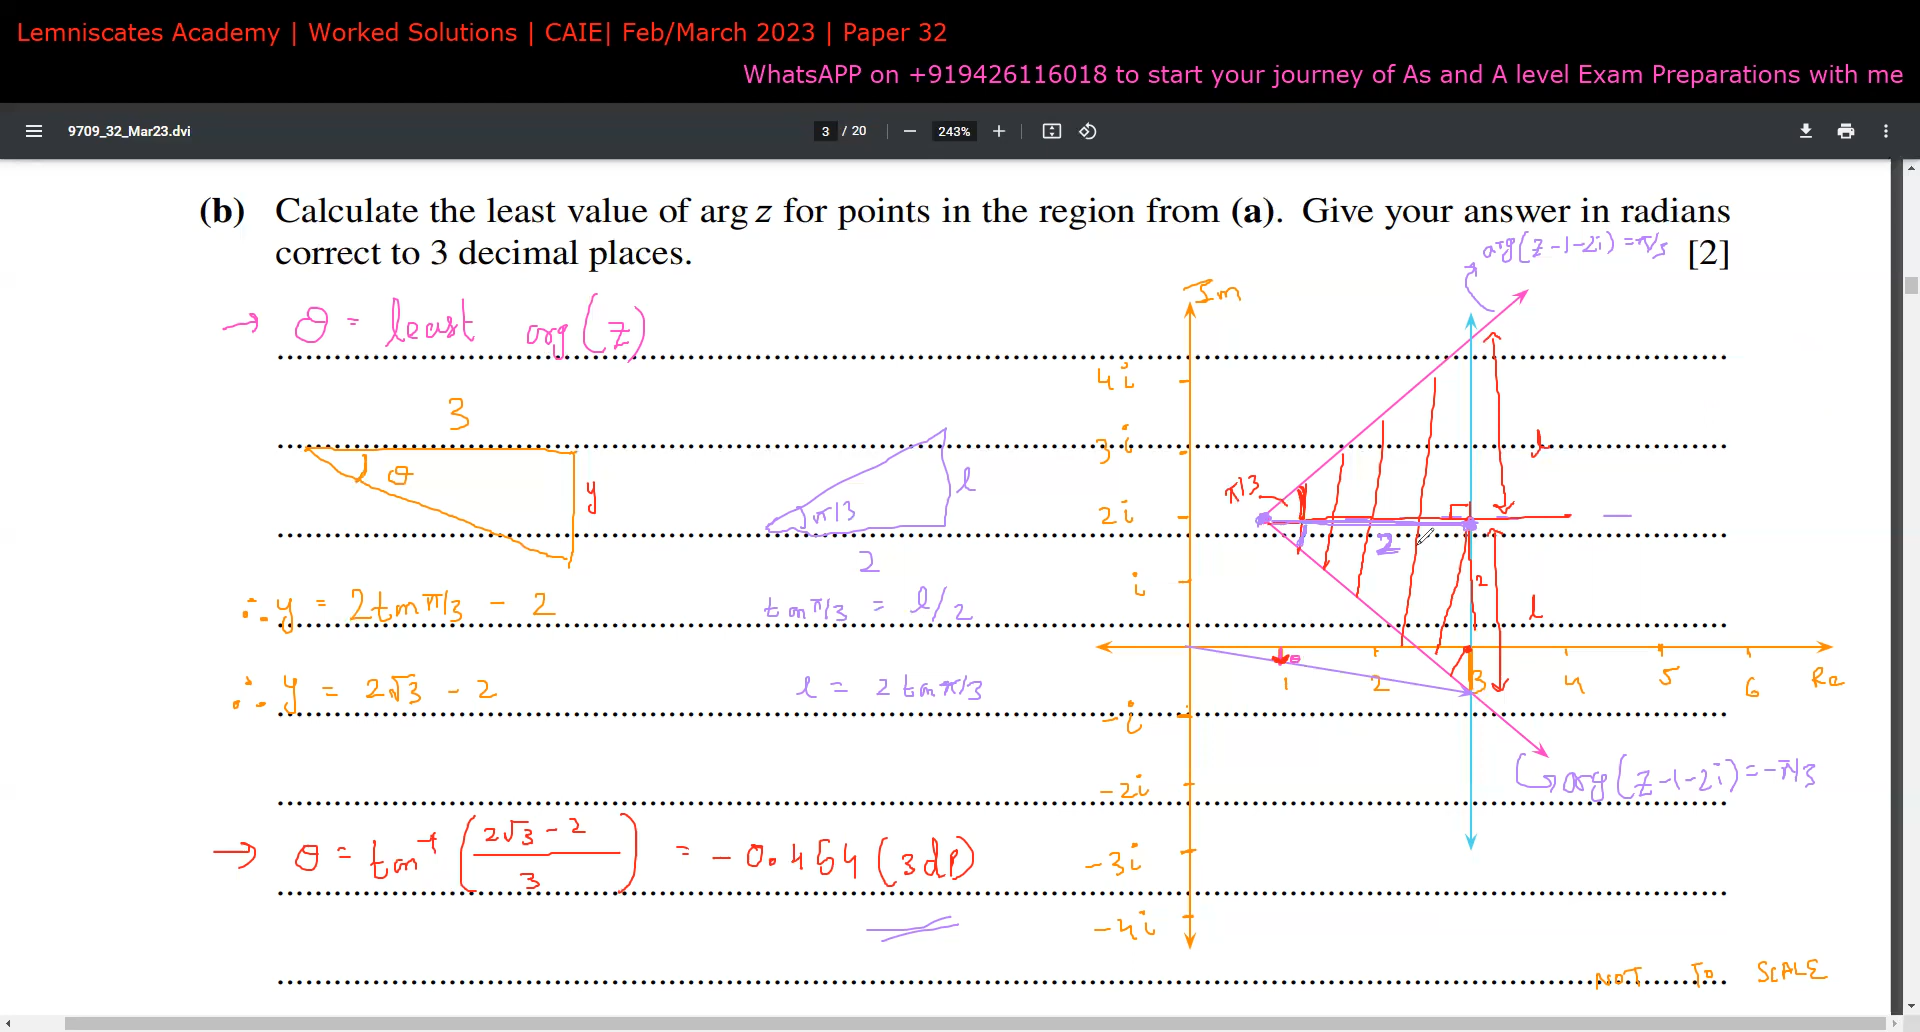 Lemniscates Academy | Worked Solutions | CAIE| Feb/March 2023 | Paper 32
WhatsAPP on +919426116018 to start your journey of As and A level Exam Preparations with me
9709_32_Mar23.dvi
3 / 20
243%
(b) Calculate the least value of arg z for points in the region from (a). Give your answer in radians
correct to 3 decimal places. [2]
arg(z-1-2i) = π/3
→ θ = least arg(z)
Im
4i
3i
2i
i
-i
-2i
-3i
-4i
1 2 3 4 5 6 Re
π/3
l
2
2
l
θ
3
θ
y
π/3
l
2
∴ y = 2tanπ/3 - 2
tanπ/3 = l/2
∴ y = 2√3 - 2
l = 2 tanπ/3
arg(z-1-2i) = -π/3
→ θ = tan⁻¹ (2√3 - 2 / 3) = -0.454 (3dp)
NOT TO SCALE